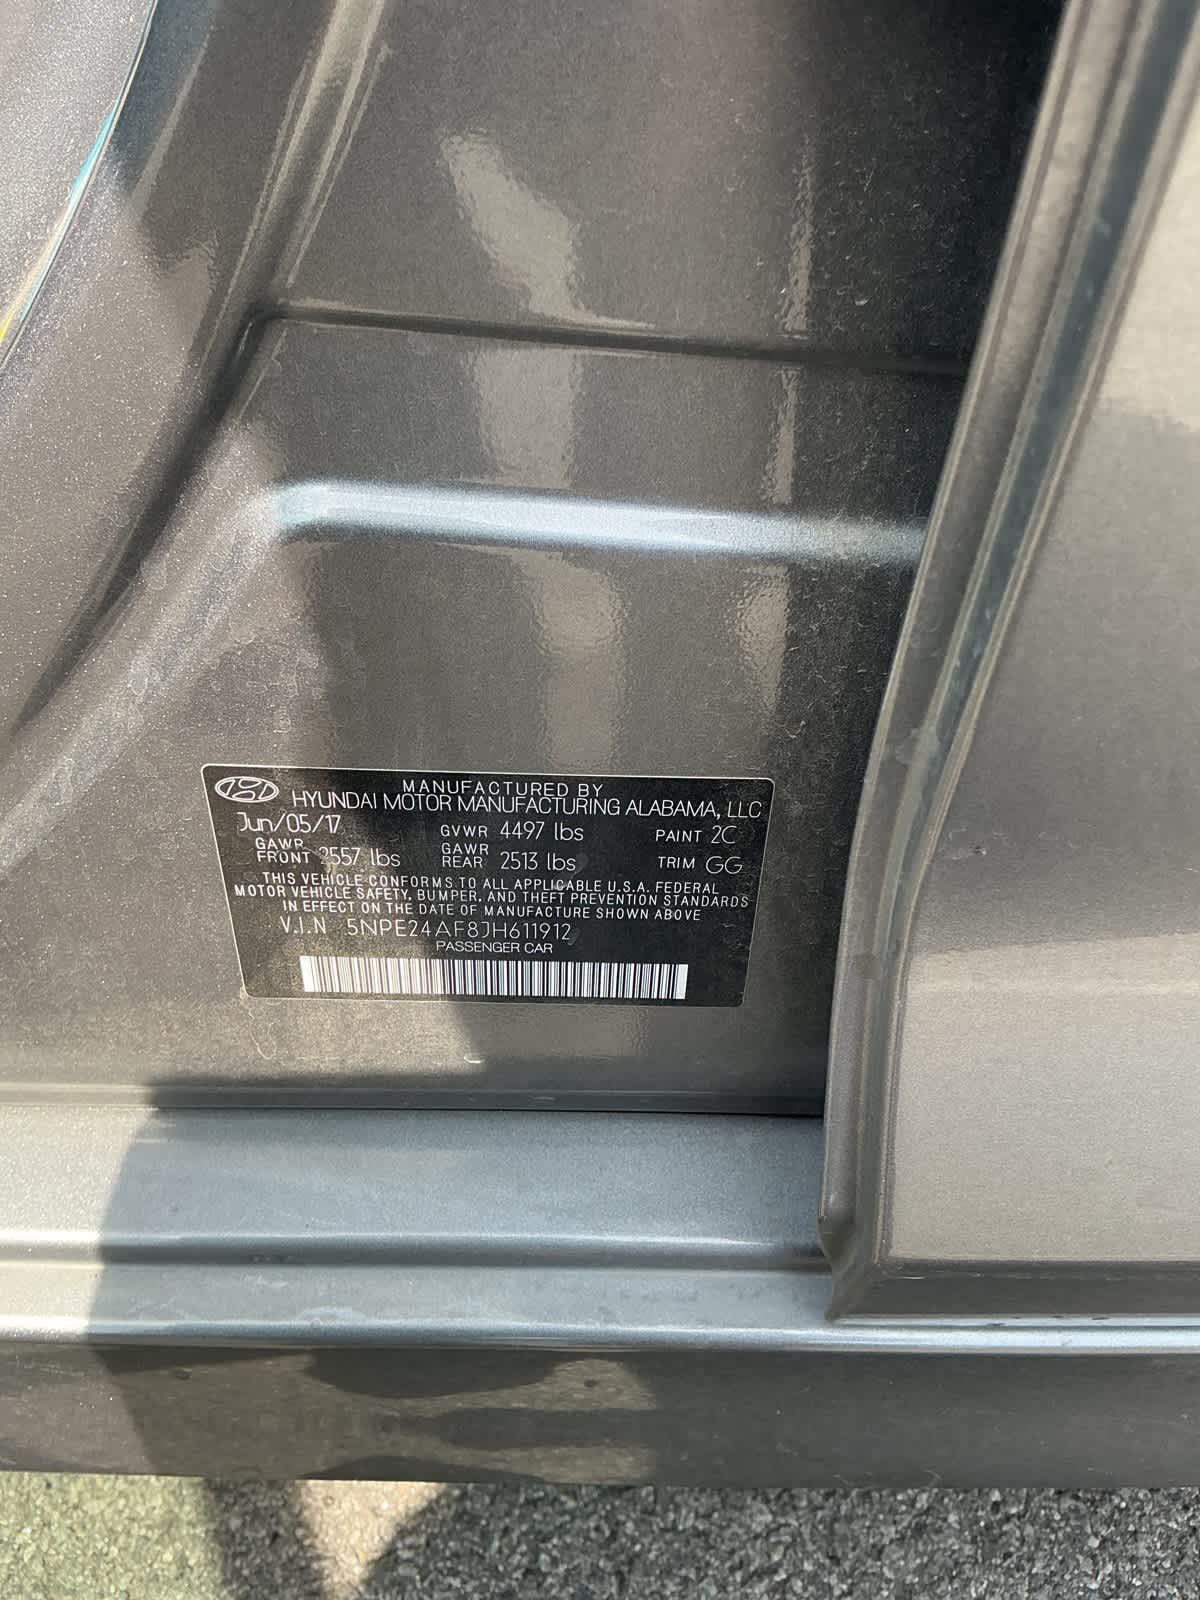 MANUFACTURED BY
HYUNDAI MOTOR MANUFACTURING ALABAMA, LLC
Jun/05/17 GVWR 4497 lbs PAINT 2C
GAWR FRONT 2557 lbs GAWR REAR 2513 lbs TRIM GG
THIS VEHICLE CONFORMS TO ALL APPLICABLE U.S.A. FEDERAL
MOTOR VEHICLE SAFETY, BUMPER, AND THEFT PREVENTION STANDARDS
IN EFFECT ON THE DATE OF MANUFACTURE SHOWN ABOVE
V.I.N 5NPE24AF8JH611912
PASSENGER CAR